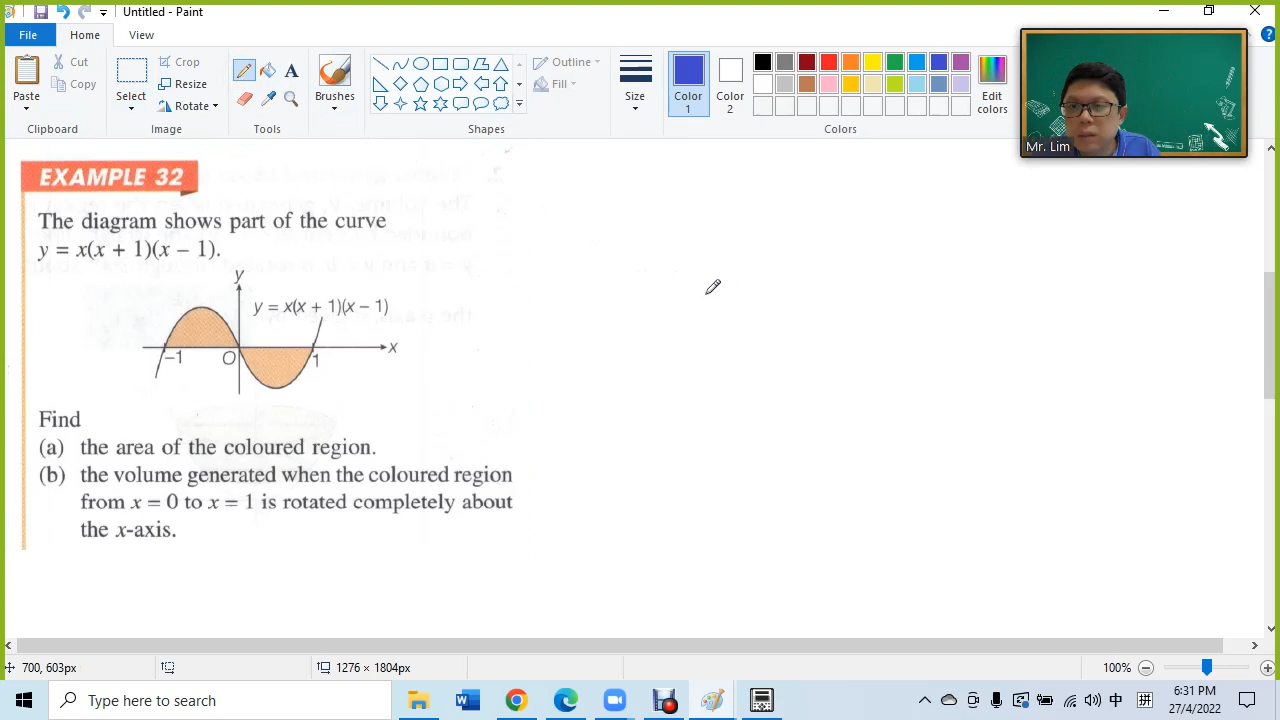 Untitled - Paint
File
Home
View
Paste
Cut
Copy
Clipboard
Select
Crop
Resize
Rotate
Image
A
Tools
Brushes
Shapes
Outline
Fill
Size
Color 1
Color 2
Colors
Edit colors
Mr. Lim
EXAMPLE 32
The diagram shows part of the curve
y = x(x + 1)(x – 1).
y
y = x(x + 1)(x – 1)
–1
O
1
x
Find
(a) the area of the coloured region.
(b) the volume generated when the coloured region
from x = 0 to x = 1 is rotated completely about
the x-axis.
700, 603px
1276 × 1804px
100%
Type here to search
中
拼
6:31 PM
27/4/2022